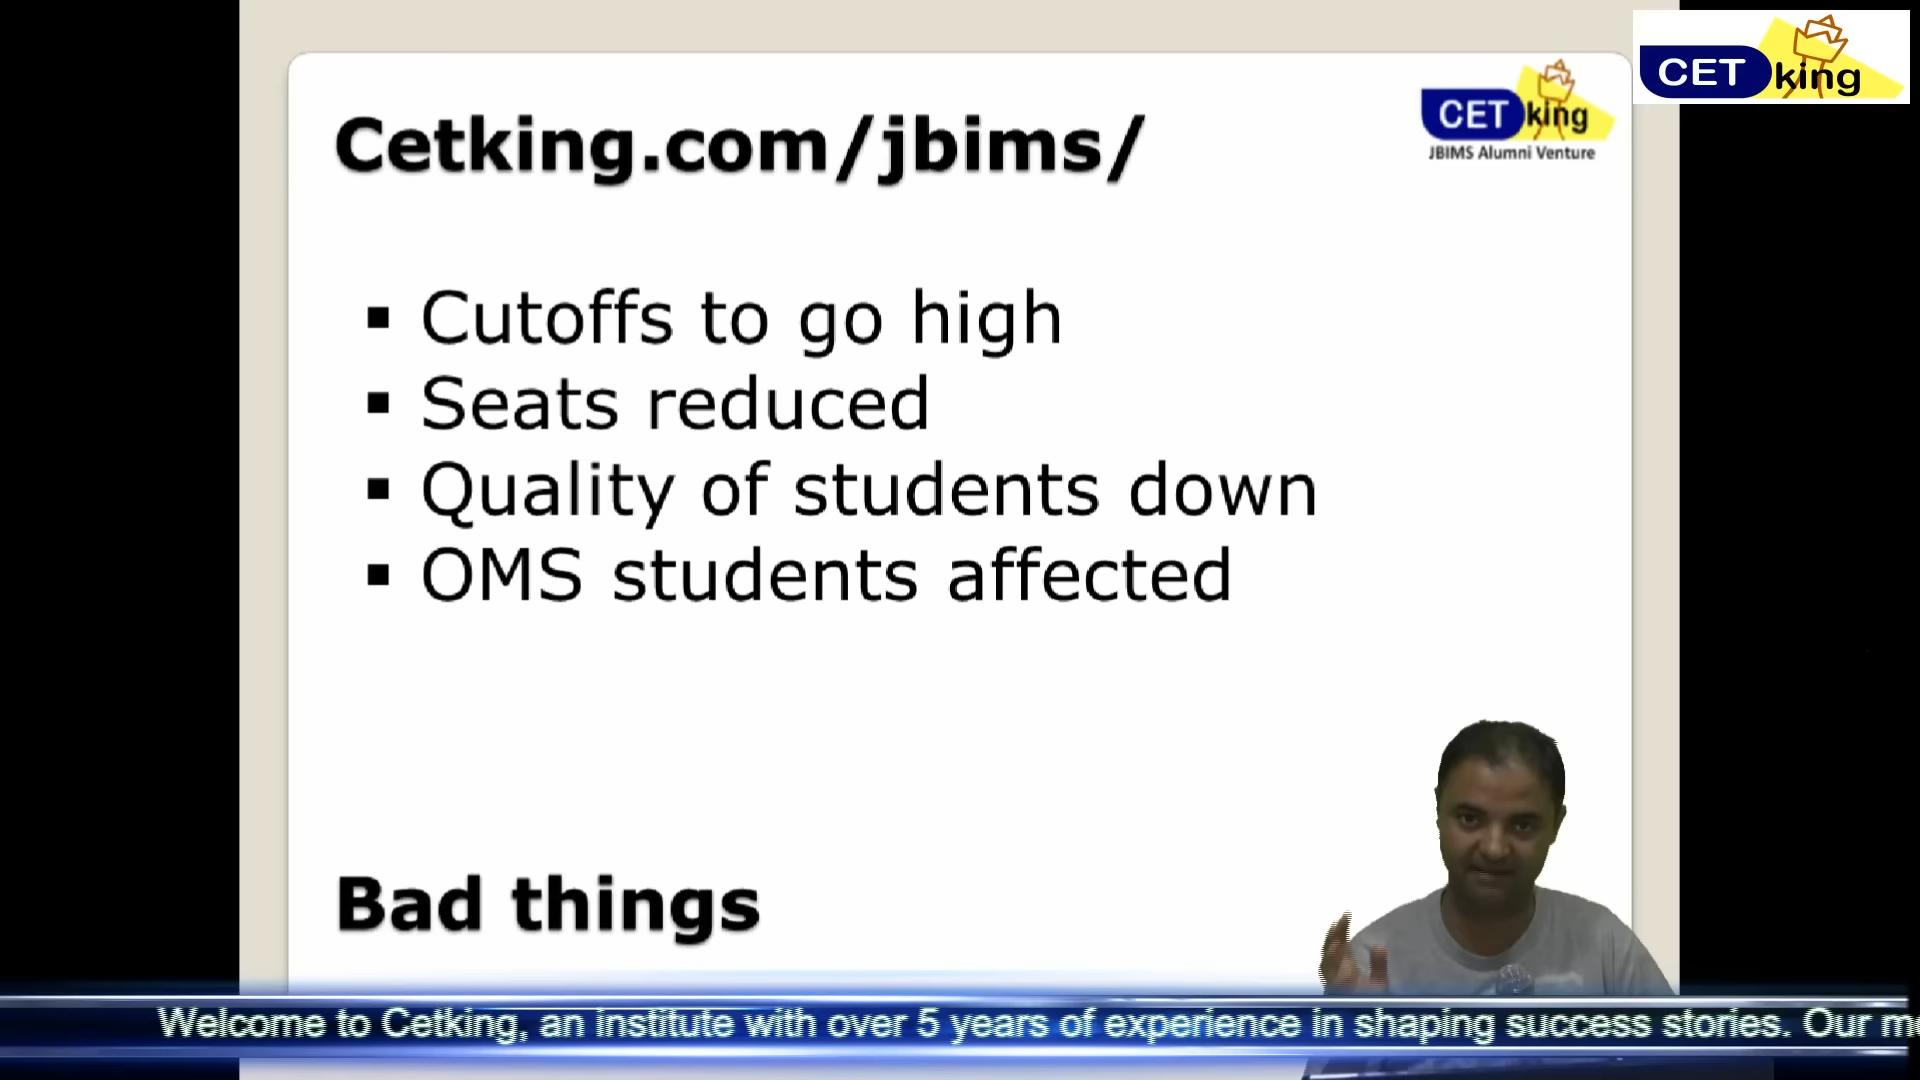 CET king
CET king
JBIMS Alumni Venture
Cetking.com/jbims/
▪ Cutoffs to go high
▪ Seats reduced
▪ Quality of students down
▪ OMS students affected
Bad things
Welcome to Cetking, an institute with over 5 years of experience in shaping success stories. Our